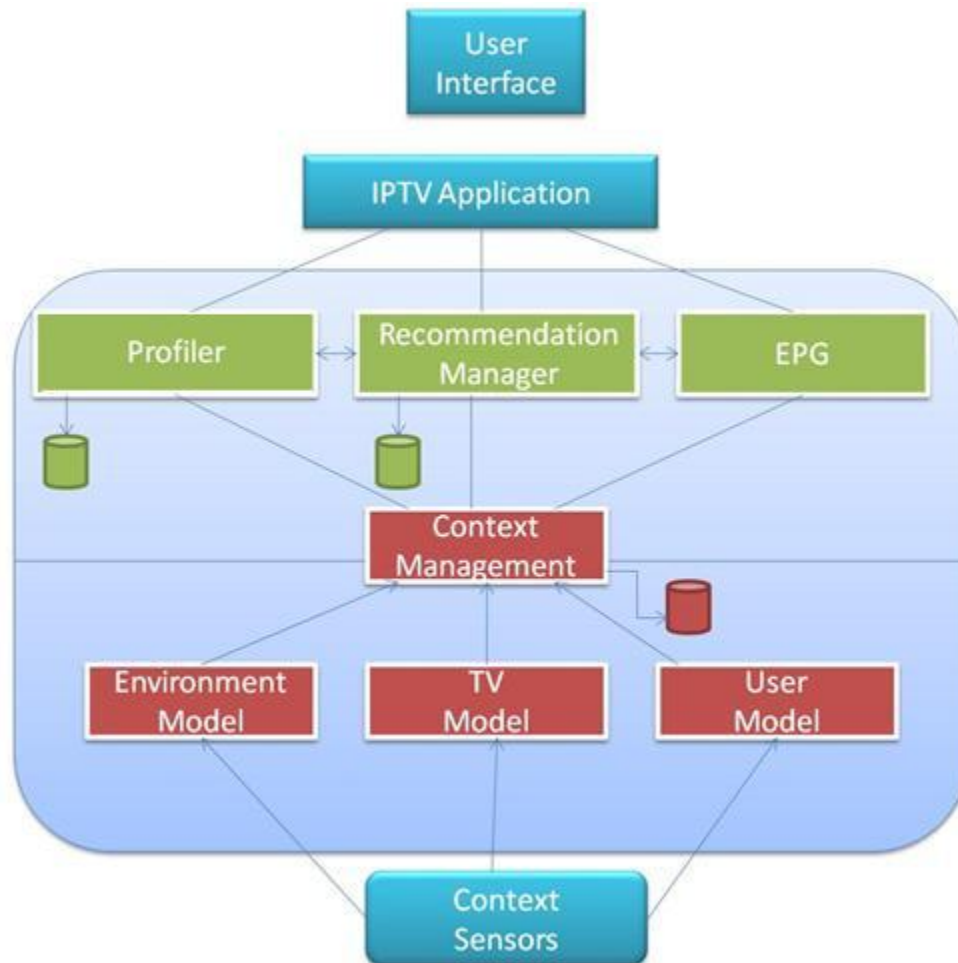 User
Interface
IPTV Application
Profiler
Recommendation
Manager
EPG
Context
Management
Environment
Model
TV
Model
User
Model
Context
Sensors